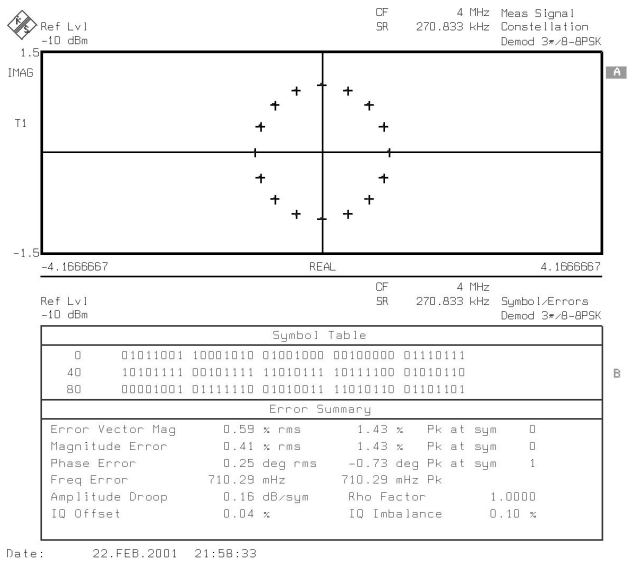 CF 4 MHz Meas Signal
Ref Lvl SR 270.833 kHz Constellation
-10 dBm Demod 3π/8-8PSK
1.5
IMAG A
T1
-1.5
-4.1666667 REAL 4.1666667
CF 4 MHz
Ref Lvl SR 270.833 kHz Symbol/Errors
-10 dBm Demod 3π/8-8PSK
Symbol Table
0 01011001 10001010 01001000 00100000 01110111
40 10101111 00101111 11010111 10111100 01010110
80 00001001 01111110 01010011 11010110 01101101
B
Error Summary
Error Vector Mag 0.59 % rms 1.43 % Pk at sym 0
Magnitude Error 0.41 % rms 1.43 % Pk at sym 0
Phase Error 0.25 deg rms -0.73 deg Pk at sym 1
Freq Error 710.29 mHz 710.29 mHz Pk
Amplitude Droop 0.16 dB/sym Rho Factor 1.0000
IQ Offset 0.04 % IQ Imbalance 0.10 %
Date: 22.FEB.2001 21:58:33